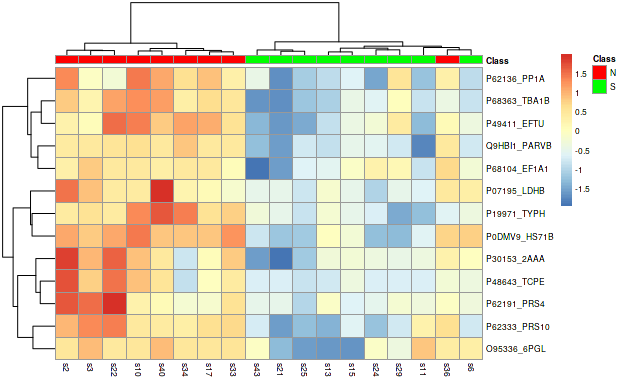 Class
P62136_PP1A
P68363_TBA1B
P49411_EFTU
Q9HBI1_PARVB
P68104_EF1A1
P07195_LDHB
P19971_TYPH
P0DMV9_HS71B
P30153_2AAA
P48643_TCPE
P62191_PRS4
P62333_PRS10
O95336_6PGL
s2 s3 s22 s10 s40 s34 s17 s33 s43 s21 s25 s13 s15 s24 s29 s11 s36 s6
1.5
1
0.5
0
-0.5
-1
-1.5
Class
N
S